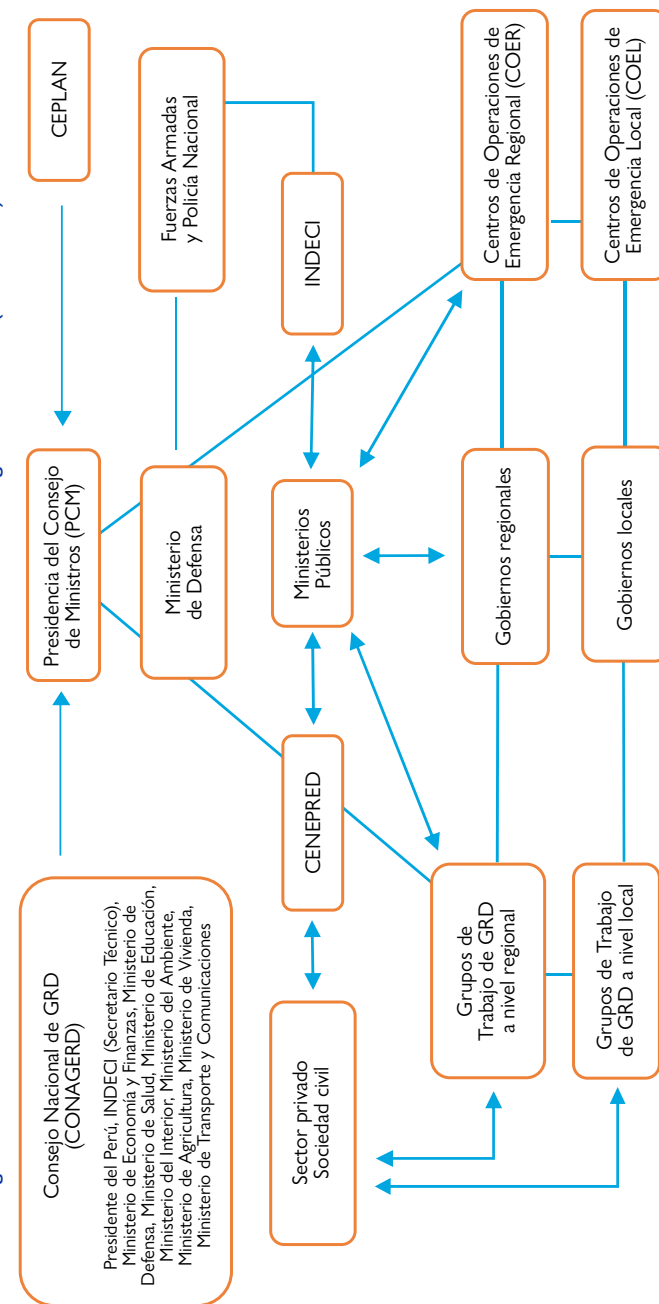 Consejo Nacional de GRD
(CONAGERD)
Presidente del Perú, INDECI (Secretario Técnico),
Ministerio de Economía y Finanzas, Ministerio de
Defensa, Ministerio de Salud, Ministerio de Educación,
Ministerio del Interior, Ministerio del Ambiente,
Ministerio de Agricultura, Ministerio de Vivienda,
Ministerio de Transporte y Comunicaciones
Presidencia del Consejo
de Ministros (PCM)
CEPLAN
Ministerio
de Defensa
Fuerzas Armadas
y Policía Nacional
Sector privado
Sociedad civil
CENEPRED
Ministerios
Públicos
INDECI
Grupos de
Trabajo de GRD
a nivel regional
Gobiernos regionales
Centros de Operaciones de
Emergencia Regional (COER)
Grupos de Trabajo
de GRD a nivel local
Gobiernos locales
Centros de Operaciones de
Emergencia Local (COEL)